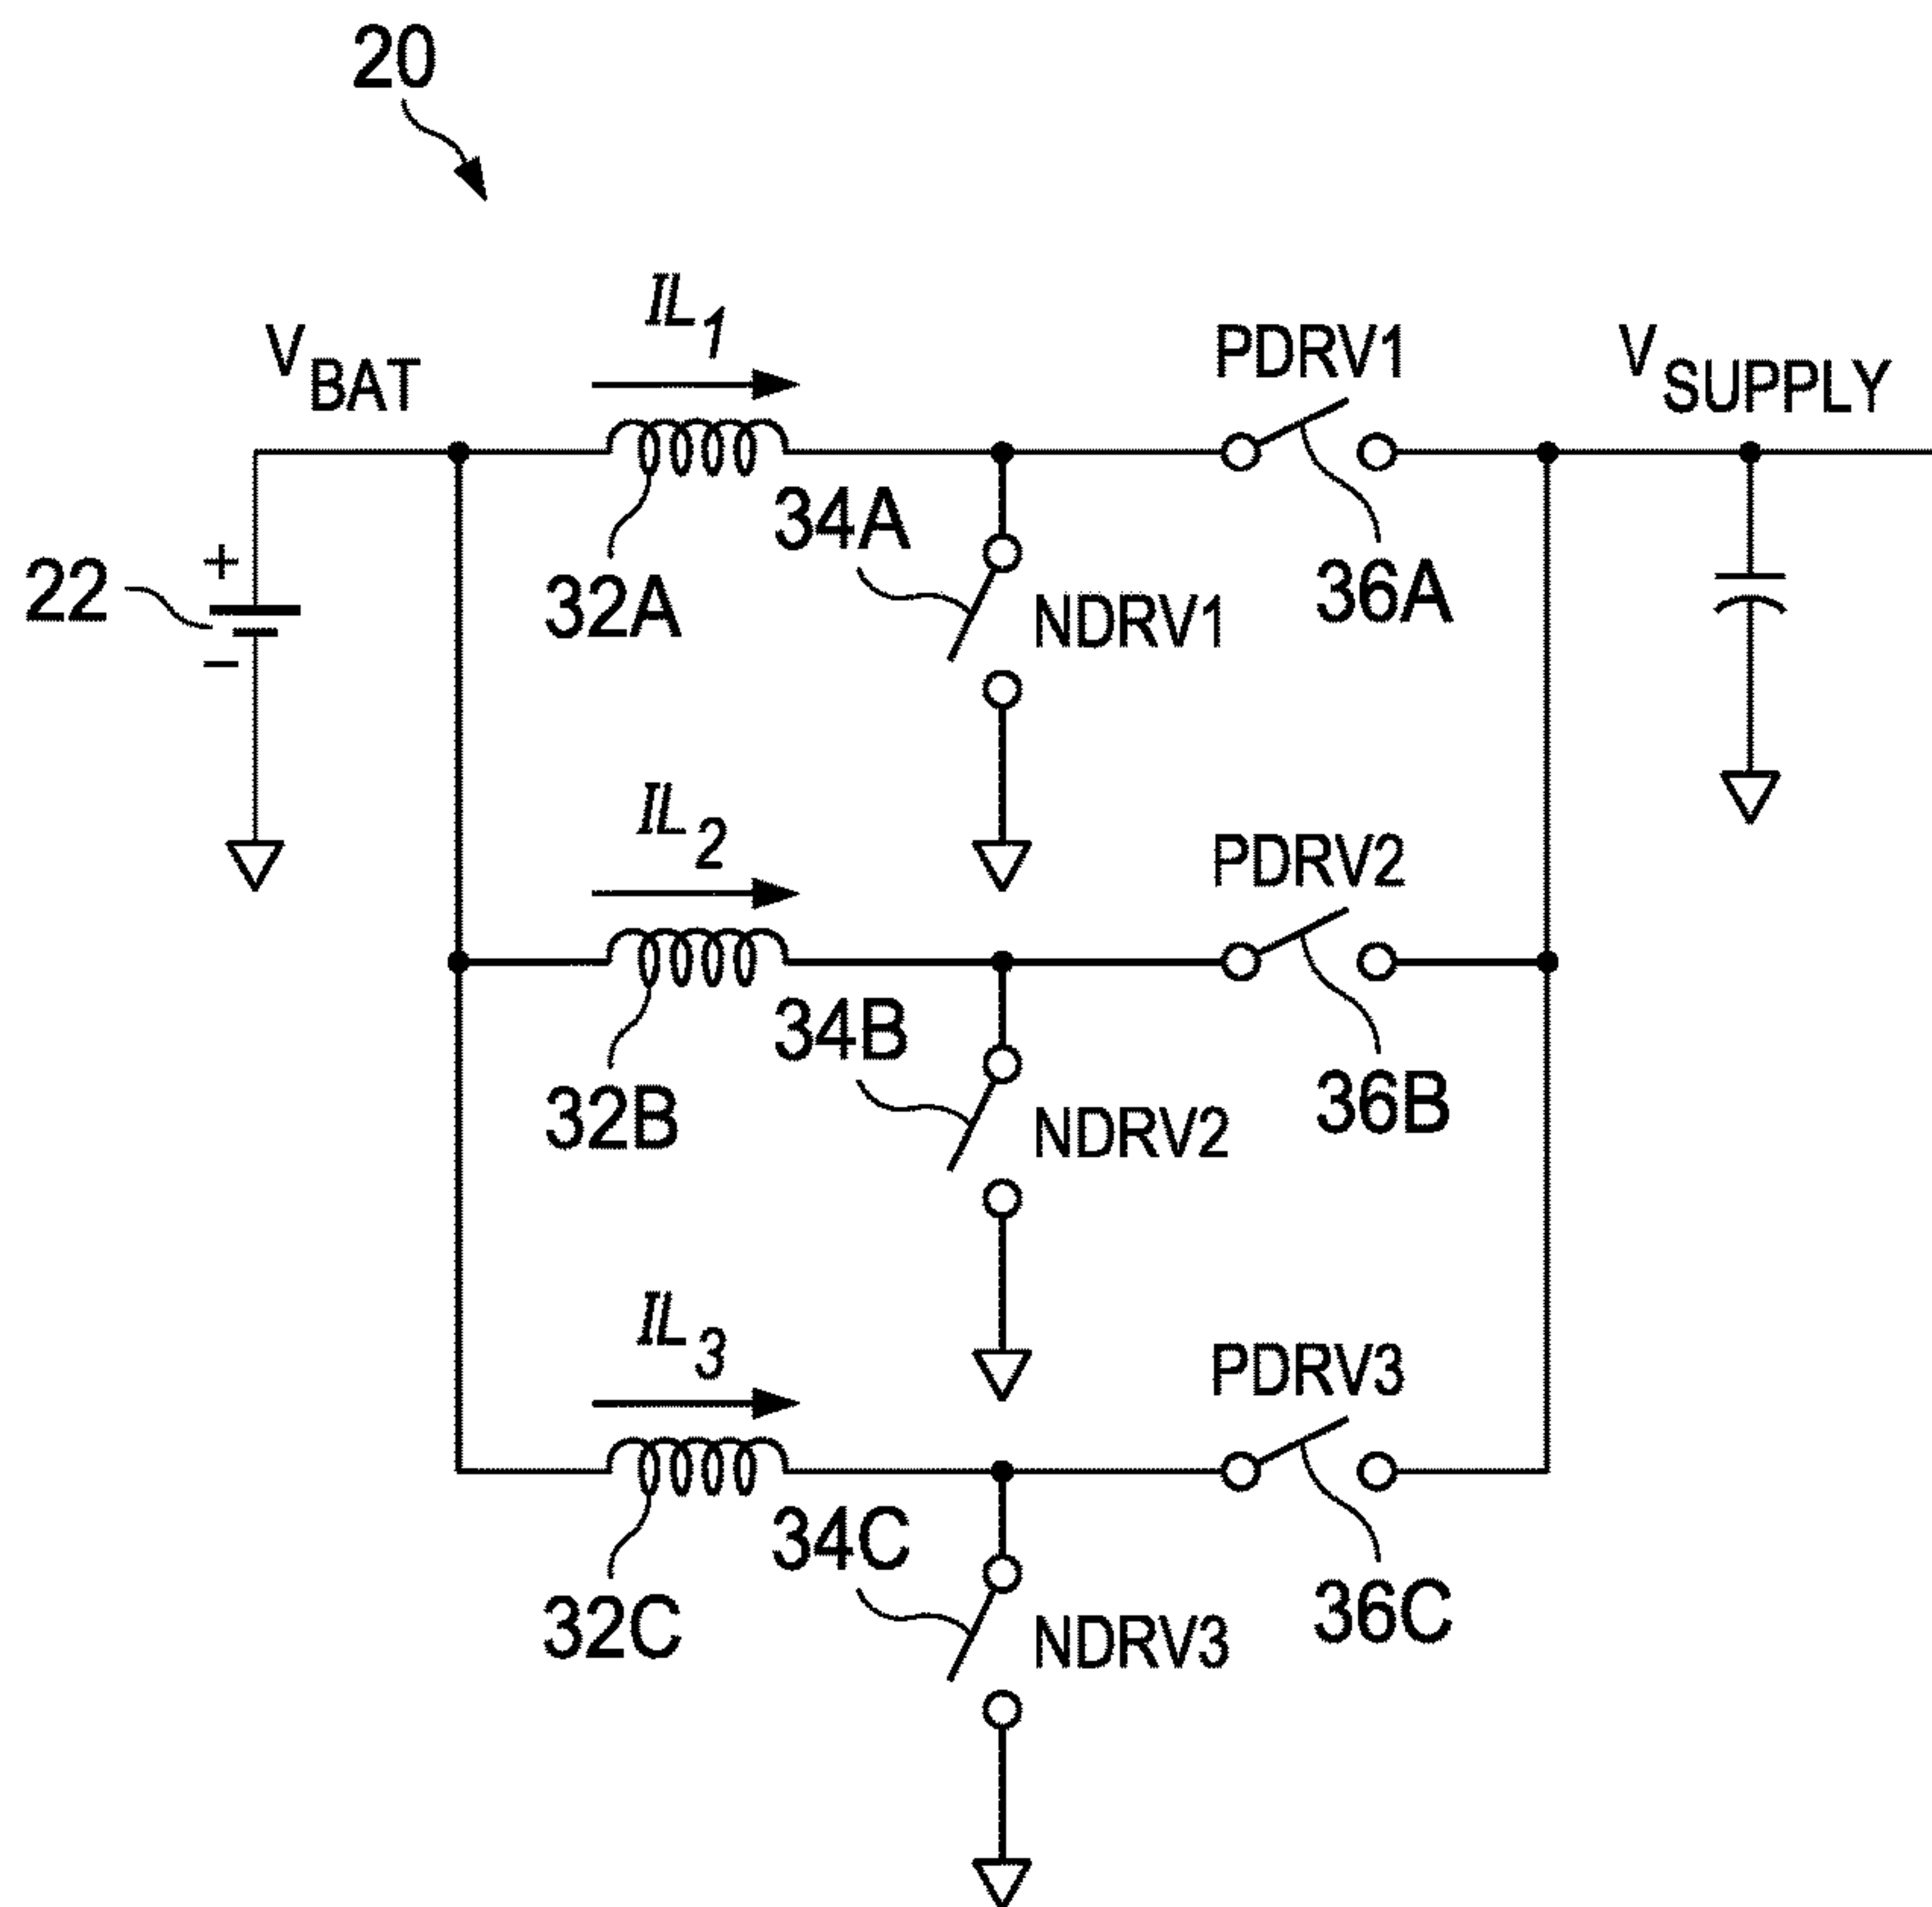 20
IL1
VBAT
PDRV1
VSUPPLY
34A
+
22
32A
NDRV1
36A
−
IL2
PDRV2
34B
32B
NDRV2
36B
IL3
PDRV3
34C
32C
NDRV3
36C